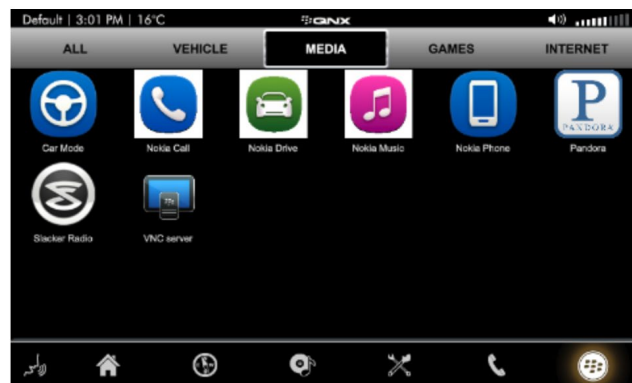 Default | 3:01 PM | 16°C
QNX
ALL VEHICLE MEDIA GAMES INTERNET
Car Mode Nokia Call Nokia Drive Nokia Music Nokia Phone Pandora
P
PANDORA
Slacker Radio VNC server